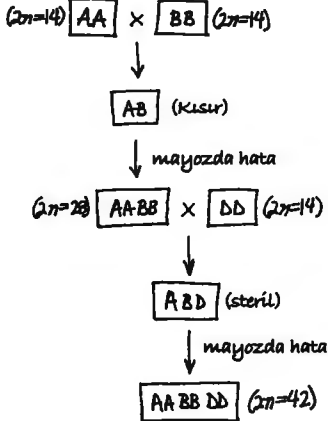 (2n=14) AA × BB (2n=14)
AB (Kısır)
mayozda hata
(2n=28) AABB × DD (2n=14)
ABD (steril)
mayozda hata
AABBDD (2n=42)